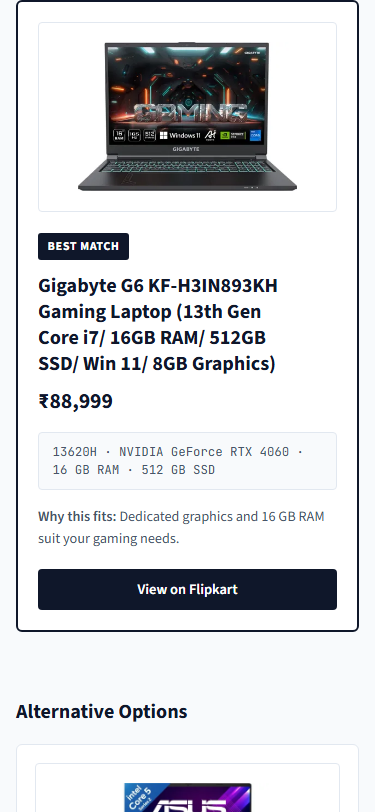 GAMING
Windows 11
GIGABYTE
BEST MATCH
Gigabyte G6 KF-H3IN893KH
Gaming Laptop (13th Gen
Core i7/ 16GB RAM/ 512GB
SSD/ Win 11/ 8GB Graphics)
₹88,999
13620H · NVIDIA GeForce RTX 4060 ·
16 GB RAM · 512 GB SSD
Why this fits: Dedicated graphics and 16 GB RAM
suit your gaming needs.
View on Flipkart
Alternative Options
intel
Core 5
ASUS